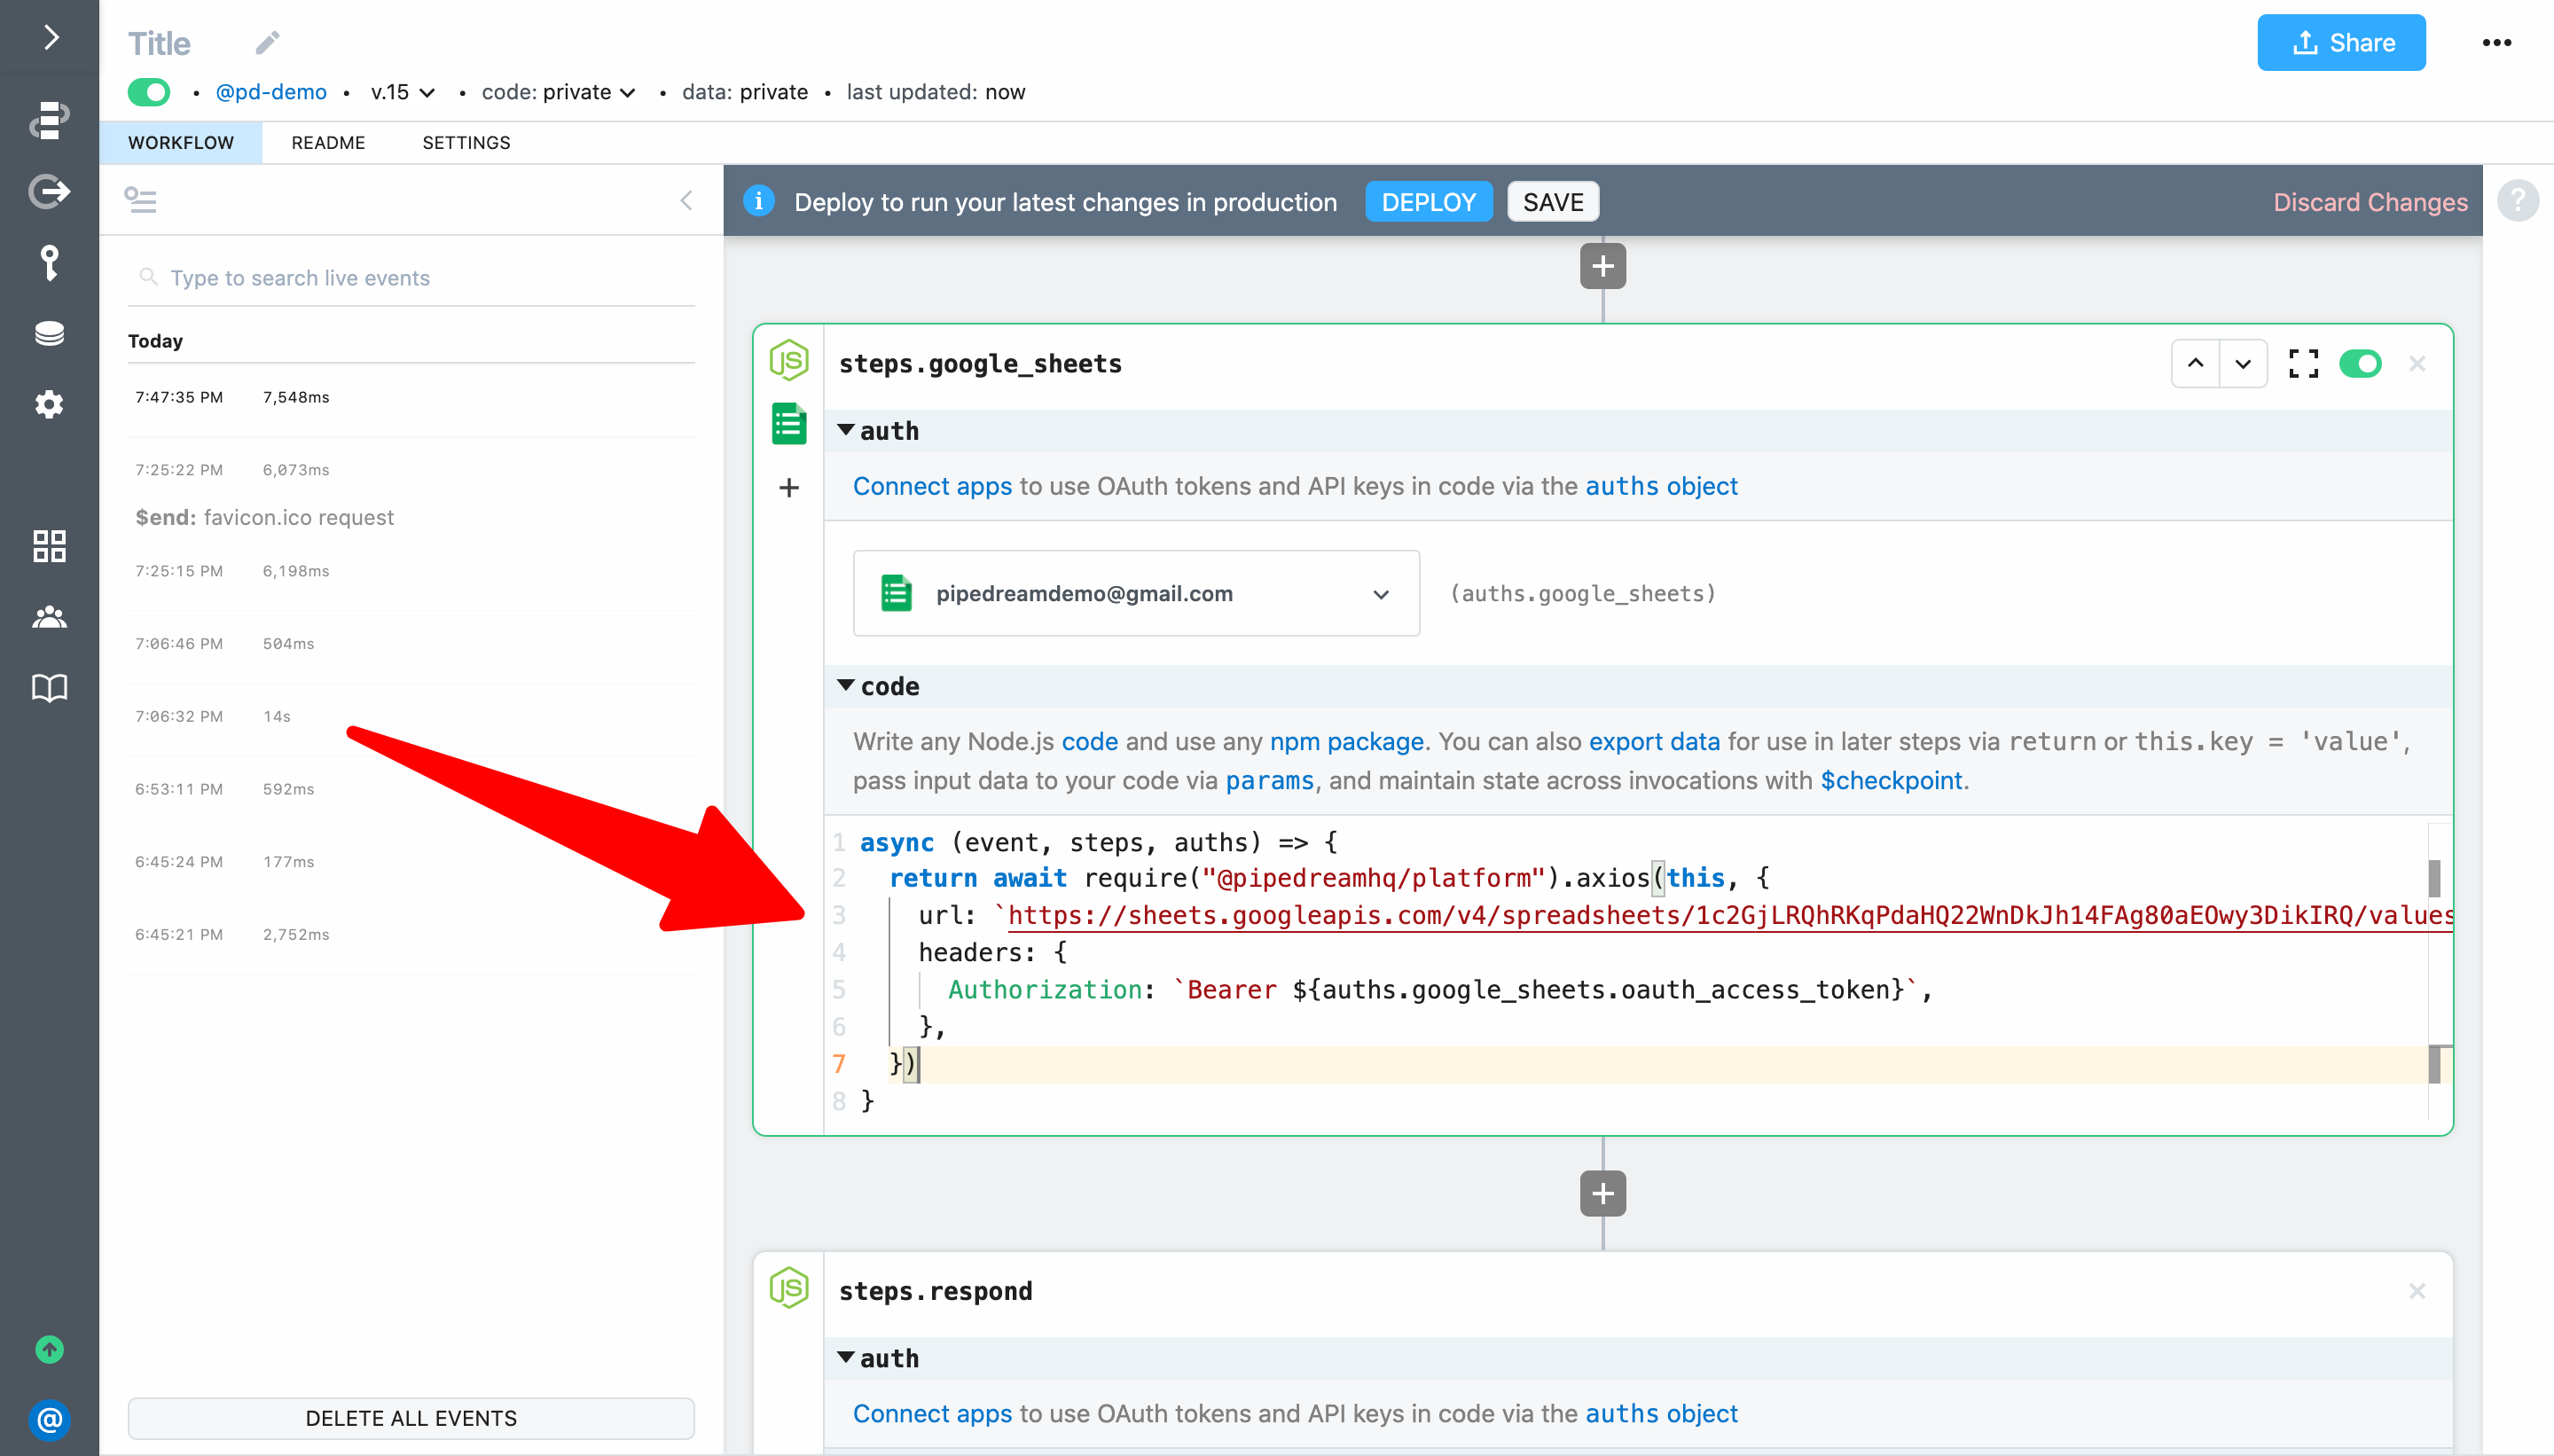 Title
Share
@pd-demo • v.15 • code: private • data: private • last updated: now
WORKFLOW README SETTINGS
Deploy to run your latest changes in production DEPLOY SAVE Discard Changes ?
Type to search live events
Today
7:47:35 PM 7,548ms
7:25:22 PM 6,073ms
$end: favicon.ico request
7:25:15 PM 6,198ms
7:06:46 PM 504ms
7:06:32 PM 14s
6:53:11 PM 592ms
6:45:24 PM 177ms
6:45:21 PM 2,752ms
DELETE ALL EVENTS
@
JS
steps.google_sheets
auth
Connect apps to use OAuth tokens and API keys in code via the auths object
pipedreamdemo@gmail.com (auths.google_sheets)
code
Write any Node.js code and use any npm package. You can also export data for use in later steps via return or this.key = 'value',
pass input data to your code via params, and maintain state across invocations with $checkpoint.
1 async (event, steps, auths) => {
2 return await require("@pipedreamhq/platform").axios(this, {
3 url: `https://sheets.googleapis.com/v4/spreadsheets/1c2GjLRQhRKqPdaHQ22WnDkJh14FAg80aEOwy3DikIRQ/values
4 headers: {
5 Authorization: `Bearer ${auths.google_sheets.oauth_access_token}`,
6 },
7 })
8 }
JS
steps.respond
auth
Connect apps to use OAuth tokens and API keys in code via the auths object